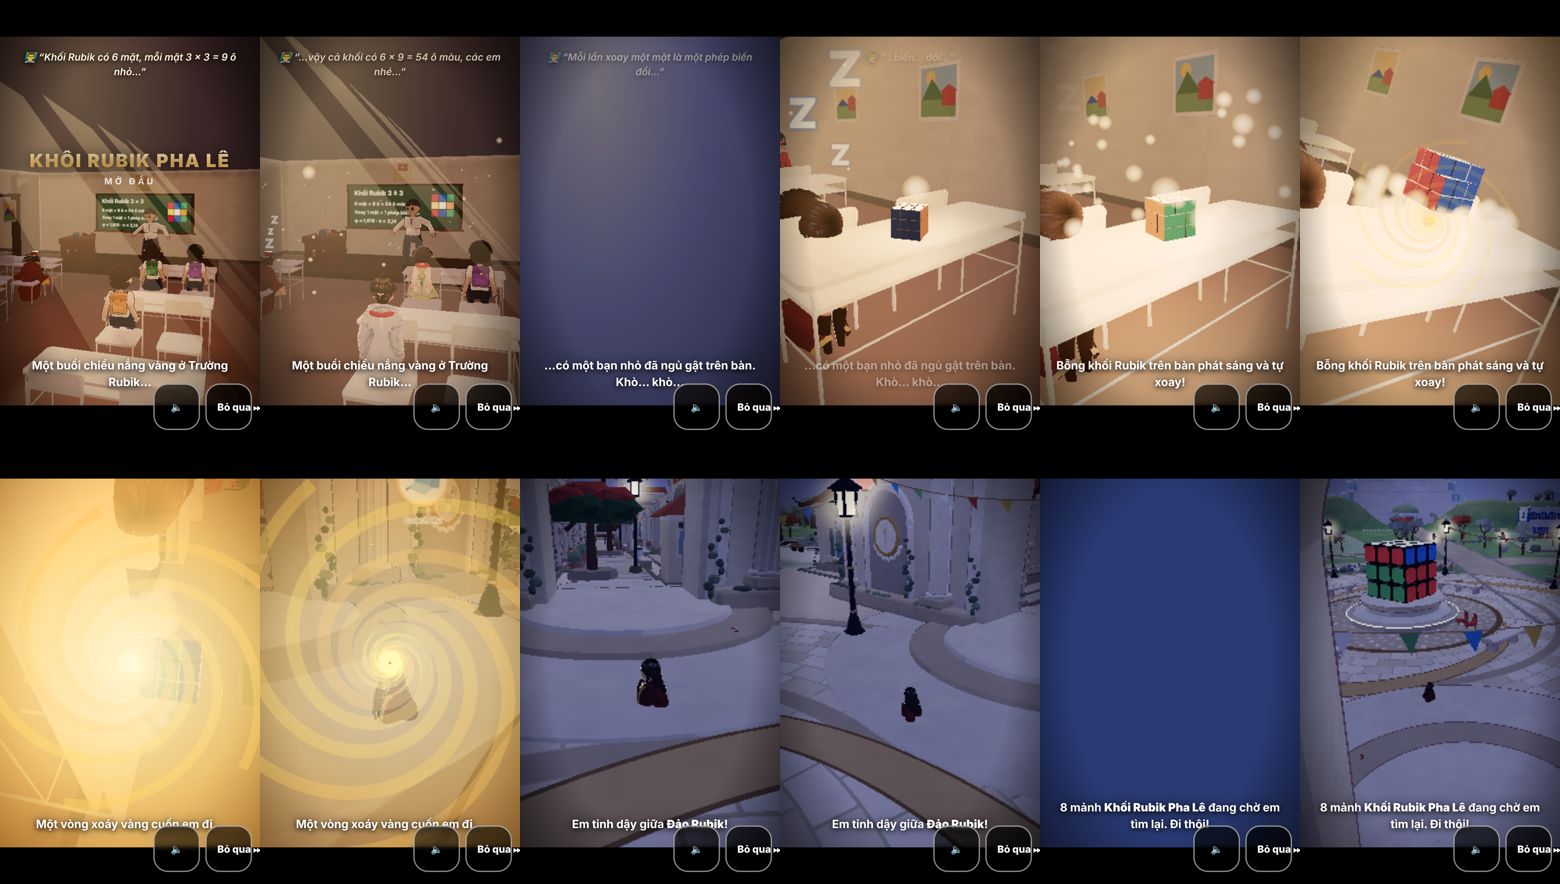 “Khối Rubik có 6 mặt, mỗi mặt 3 × 3 = 9 ô
nhỏ...”
KHỐI RUBIK PHA LÊ
MỞ ĐẦU
Khối Rubik 3 × 3
Một buổi chiều nắng vàng ở Trường
Rubik...
Bỏ qua
“...vậy cả khối có 6 × 9 = 54 ô màu, các em
nhé...”
Khối Rubik 3 × 3
z
z
z
Một buổi chiều nắng vàng ở Trường
Rubik...
Bỏ qua
“Mỗi lần xoay một mặt là một phép biến
đổi...”
...có một bạn nhỏ đã ngủ gật trên bàn.
Khò... khò...
Bỏ qua
“...biến... đổi...”
Z
Z
Z
...có một bạn nhỏ đã ngủ gật trên bàn.
Khò... khò...
Bỏ qua
Bỗng khối Rubik trên bàn phát sáng và tự
xoay!
Bỏ qua
Bỗng khối Rubik trên bàn phát sáng và tự
xoay!
Bỏ qua
Một vòng xoáy vàng cuốn em đi
Bỏ qua
Một vòng xoáy vàng cuốn em đi
Bỏ qua
Em tỉnh dậy giữa Đảo Rubik!
Bỏ qua
Em tỉnh dậy giữa Đảo Rubik!
Bỏ qua
8 mảnh Khối Rubik Pha Lê đang chờ em
tìm lại. Đi thôi!
Bỏ qua
8 mảnh Khối Rubik Pha Lê đang chờ em
tìm lại. Đi thôi!
Bỏ qua